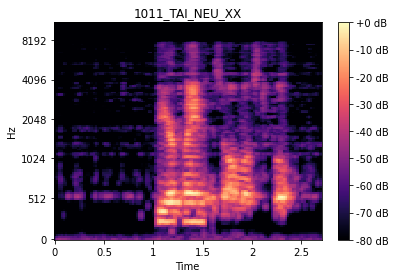 1011_TAI_NEU_XX
+0 dB
8192
-10 dB
4096
-20 dB
-30 dB
2048
Hz
-40 dB
1024
-50 dB
512
-60 dB
-70 dB
0
-80 dB
0 0.5 1 1.5 2 2.5
Time